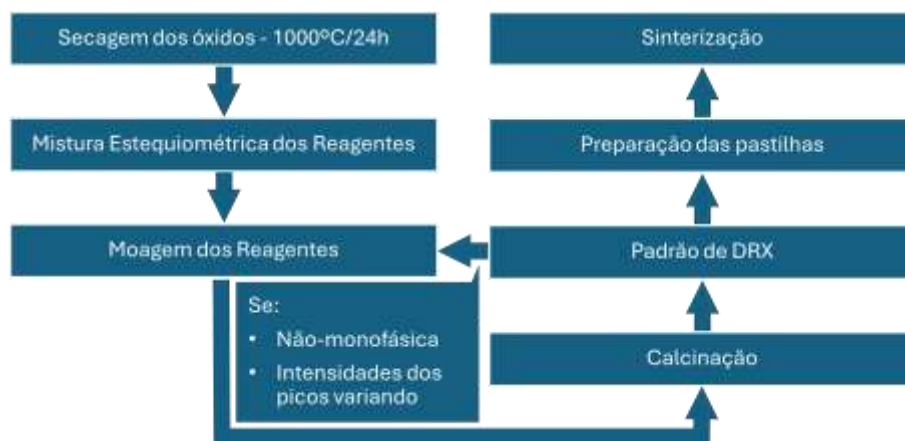 Secagem dos óxidos - 1000ºC/24h
Mistura Estequiométrica dos Reagentes
Moagem dos Reagentes
Se:
• Não-monofásica
• Intensidades dos
picos variando
Calcinação
Padrão de DRX
Preparação das pastilhas
Sinterização